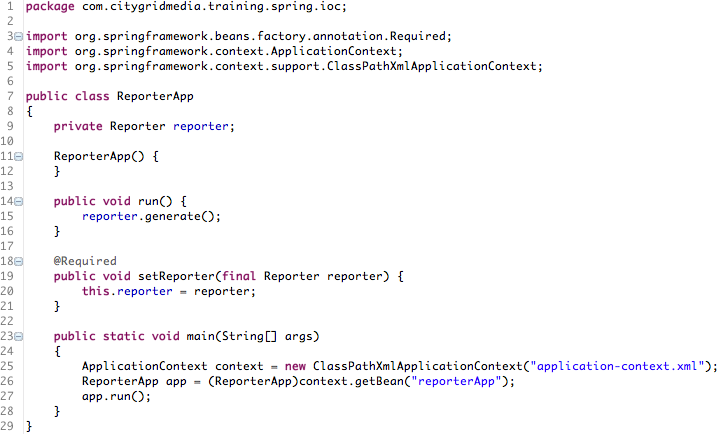 1 package com.citygridmedia.training.spring.ioc;
2
3 import org.springframework.beans.factory.annotation.Required;
4 import org.springframework.context.ApplicationContext;
5 import org.springframework.context.support.ClassPathXmlApplicationContext;
6
7 public class ReporterApp
8 {
9     private Reporter reporter;
10
11     ReporterApp() {
12     }
13
14     public void run() {
15         reporter.generate();
16     }
17
18     @Required
19     public void setReporter(final Reporter reporter) {
20         this.reporter = reporter;
21     }
22
23     public static void main(String[] args)
24     {
25         ApplicationContext context = new ClassPathXmlApplicationContext("application-context.xml");
26         ReporterApp app = (ReporterApp)context.getBean("reporterApp");
27         app.run();
28     }
29 }